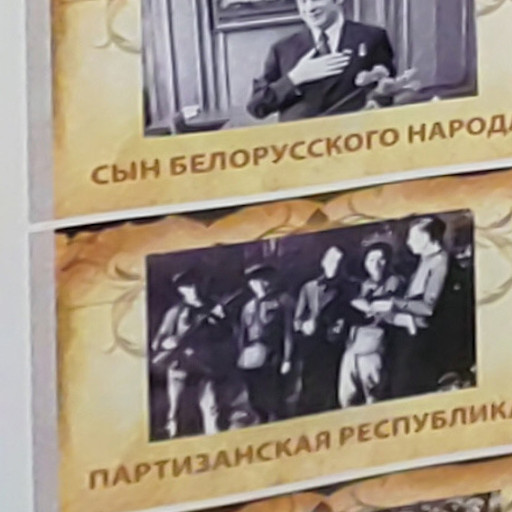 СЫН БЕЛОРУССКОГО НАРОДА
ПАРТИЗАНСКАЯ РЕСПУБЛИКА